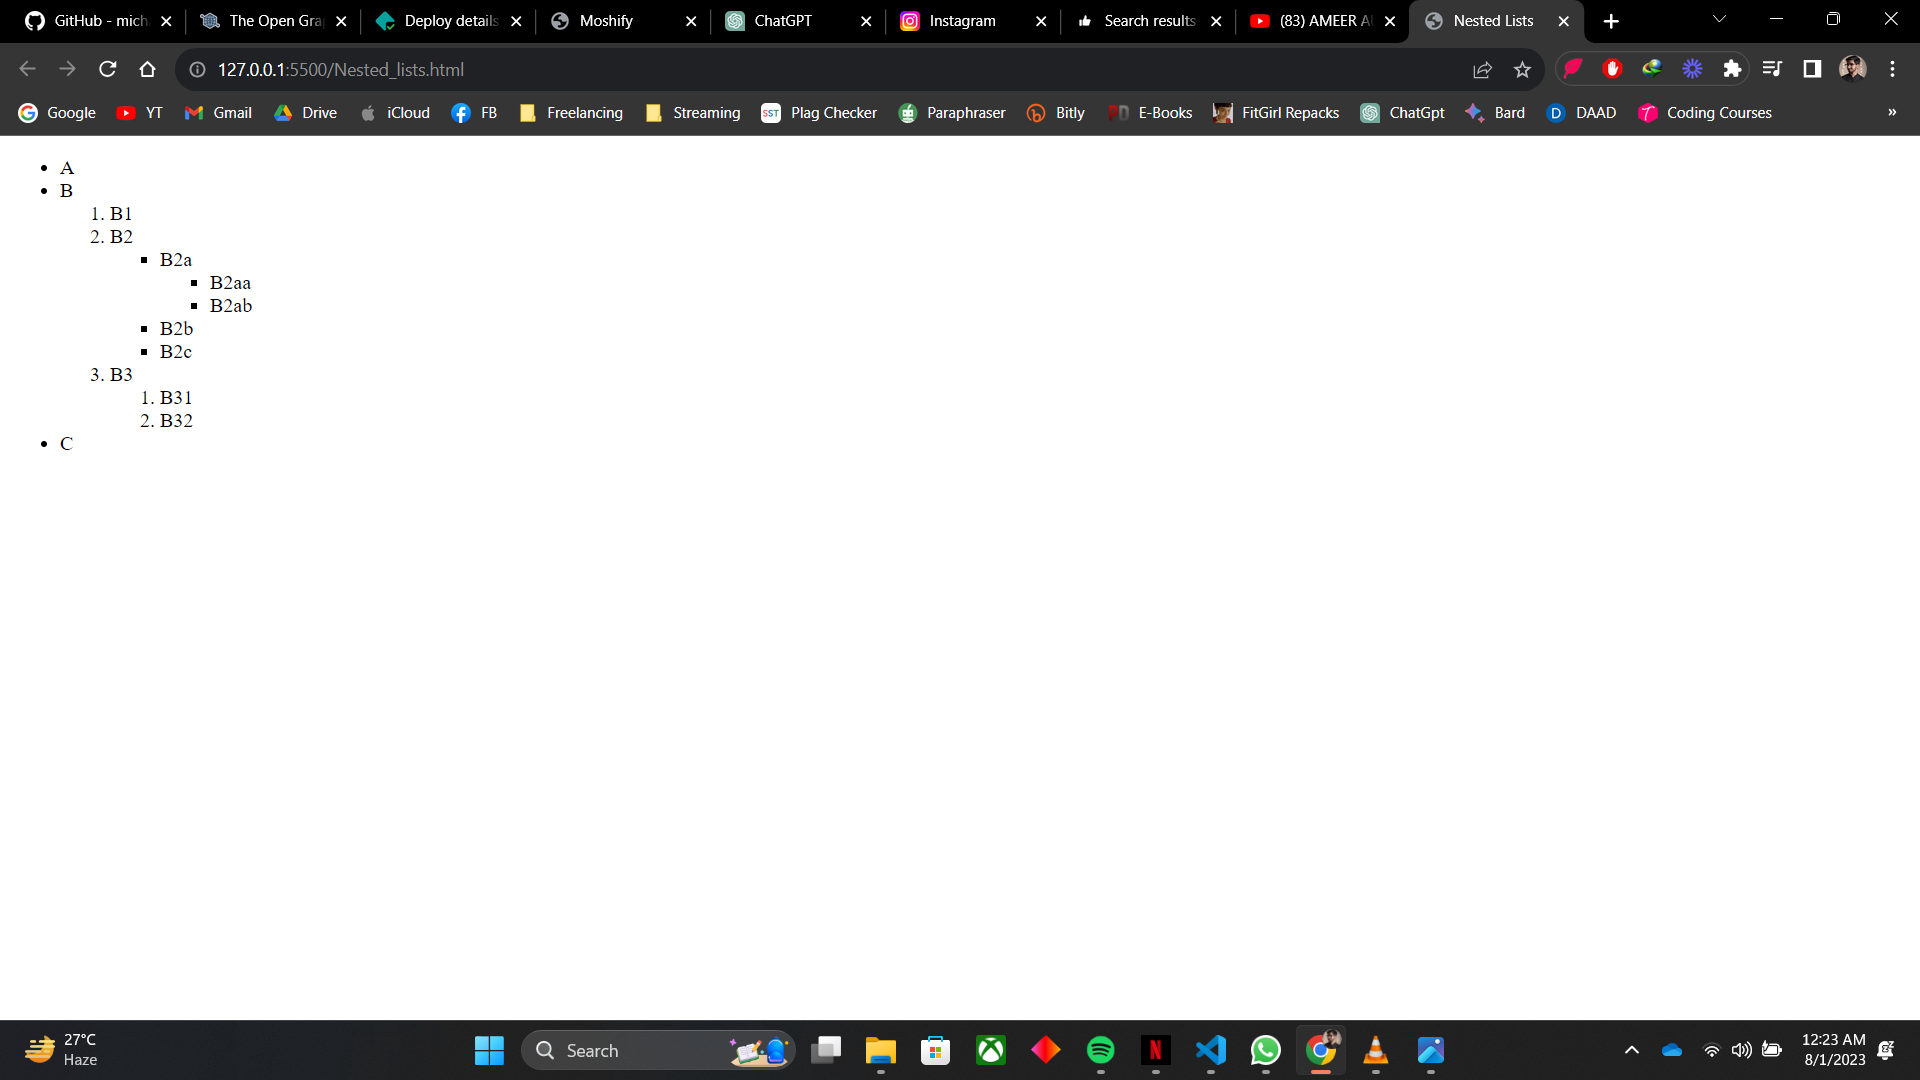 GitHub - mich
The Open Gra
Deploy details
Moshify
ChatGPT
Instagram
Search results
(83) AMEER A
Nested Lists
127.0.0.1:5500/Nested_lists.html
Google
YT
Gmail
Drive
iCloud
FB
Freelancing
Streaming
SST
Plag Checker
Paraphraser
Bitly
E-Books
FitGirl Repacks
ChatGpt
Bard
D
DAAD
Coding Courses
»
• A
• B
1. B1
2. B2
▪ B2a
▪ B2aa
▪ B2ab
▪ B2b
▪ B2c
3. B3
1. B31
2. B32
• C
27°C
Haze
Search
12:23 AM
8/1/2023